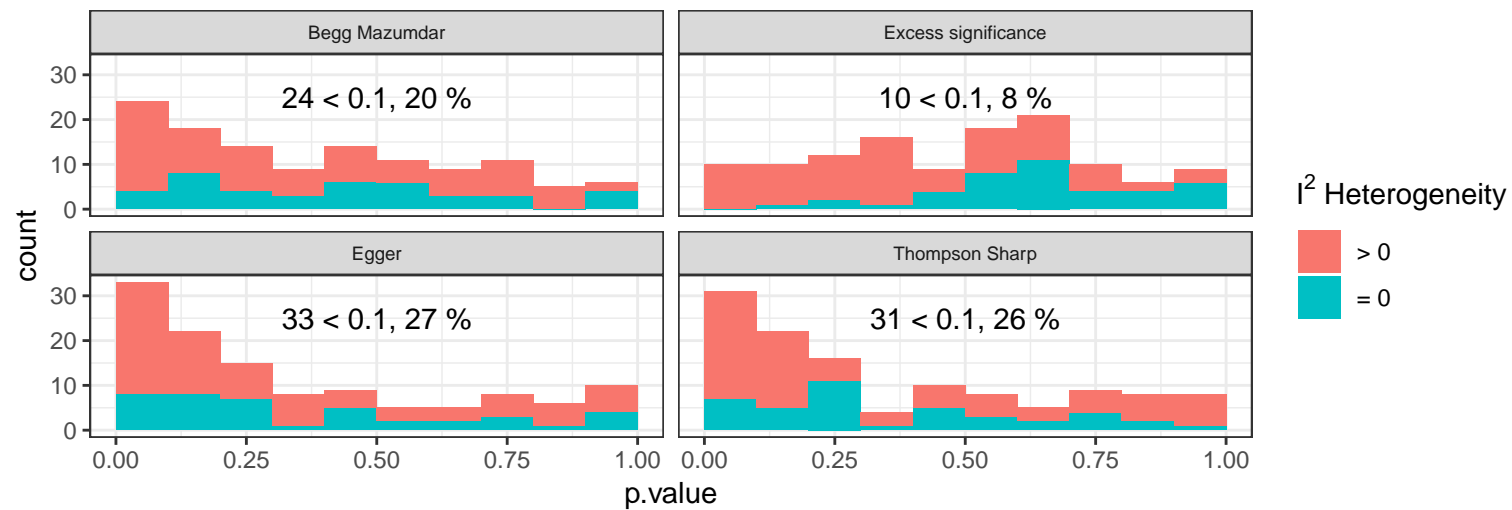 Begg Mazumdar
Excess significance
30
20
10
0
24 < 0.1, 20 %
10 < 0.1, 8 %
Egger
Thompson Sharp
30
20
10
0
33 < 0.1, 27 %
31 < 0.1, 26 %
0.00
0.25
0.50
0.75
1.00
0.00
0.25
0.50
0.75
1.00
p.value
count
I² Heterogeneity
> 0
= 0